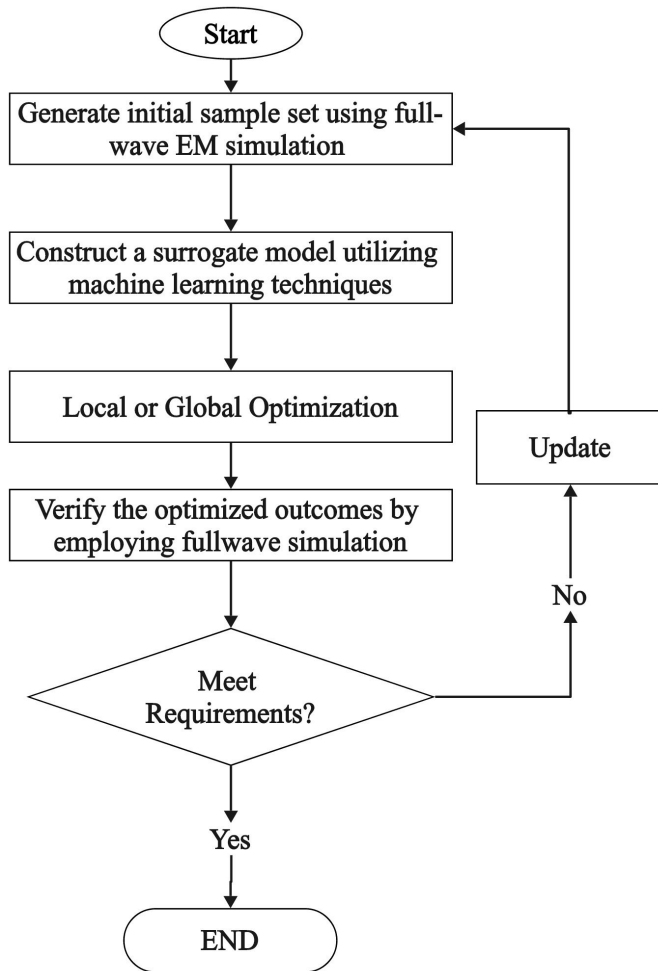 Start
Generate initial sample set using full-
wave EM simulation
Construct a surrogate model utilizing
machine learning techniques
Local or Global Optimization
Update
Verify the optimized outcomes by
employing fullwave simulation
No
Meet
Requirements?
Yes
END